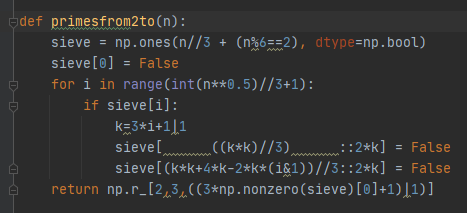 def primesfrom2to(n):
    sieve = np.ones(n//3 + (n%6==2), dtype=np.bool)
    sieve[0] = False
    for i in range(int(n**0.5)//3+1):
        if sieve[i]:
            k=3*i+1|1
            sieve[      ((k*k)//3)      ::2*k] = False
            sieve[(k*k+4*k-2*k*(i&1))//3::2*k] = False
    return np.r_[2,3,((3*np.nonzero(sieve)[0]+1)|1)]